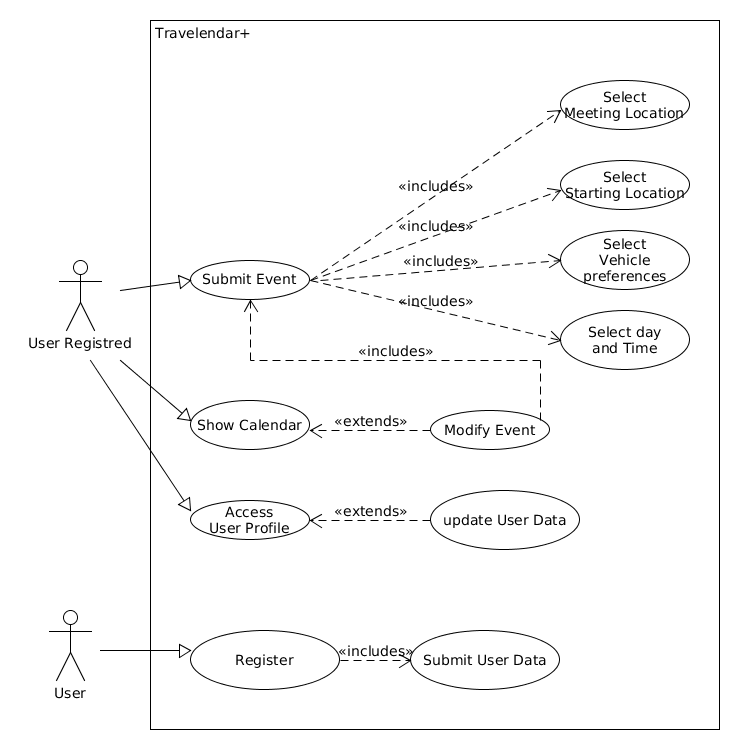 Travelendar+
Select
Meeting Location
«includes»
Select
Starting Location
«includes»
Select
Vehicle
preferences
«includes»
Submit Event
«includes»
Select day
and Time
User Registred
«includes»
Show Calendar
«extends»
Modify Event
Access
User Profile
«extends»
update User Data
Register
«includes»
Submit User Data
User